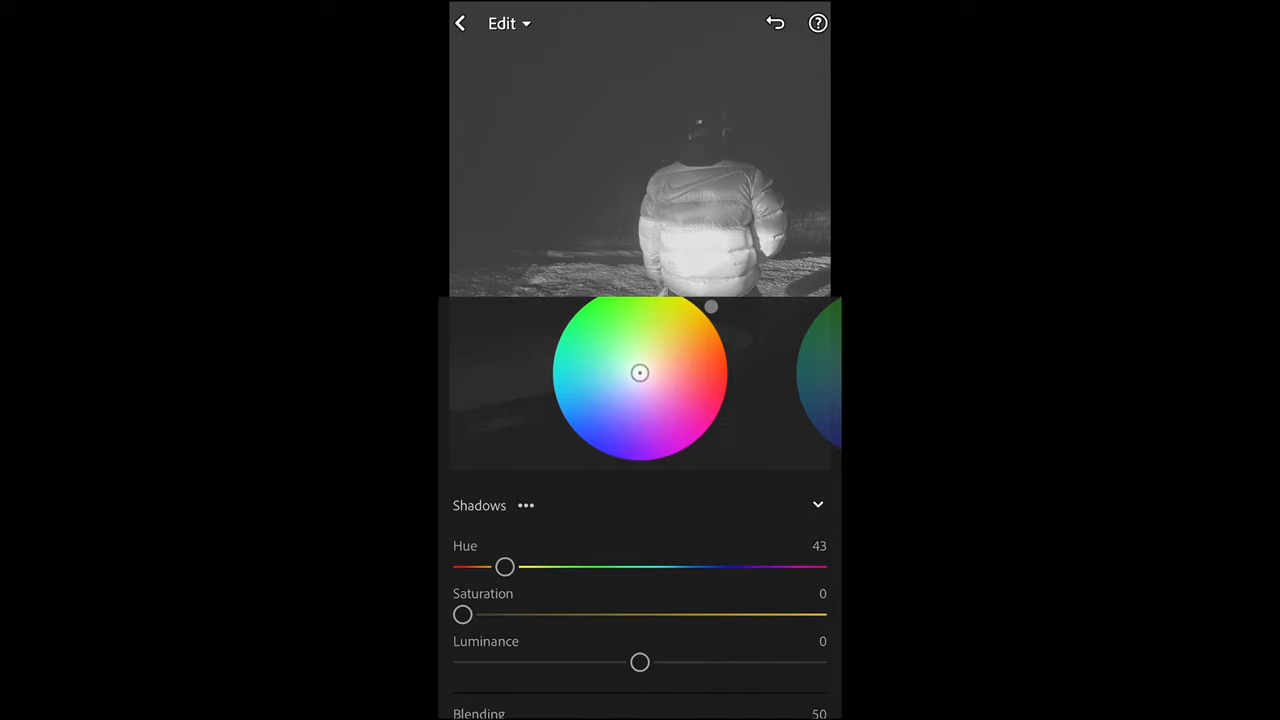 Edit
Shadows
Hue 43
Saturation 0
Luminance 0
Blending 50